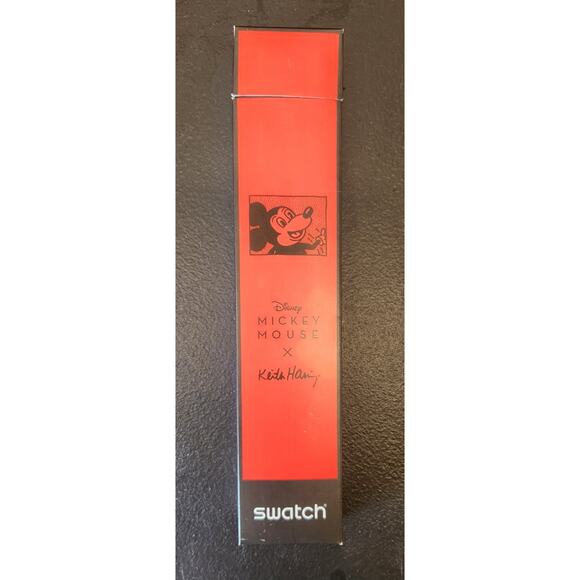 Disney
MICKEY
MOUSE
X
Keith Haring
swatch